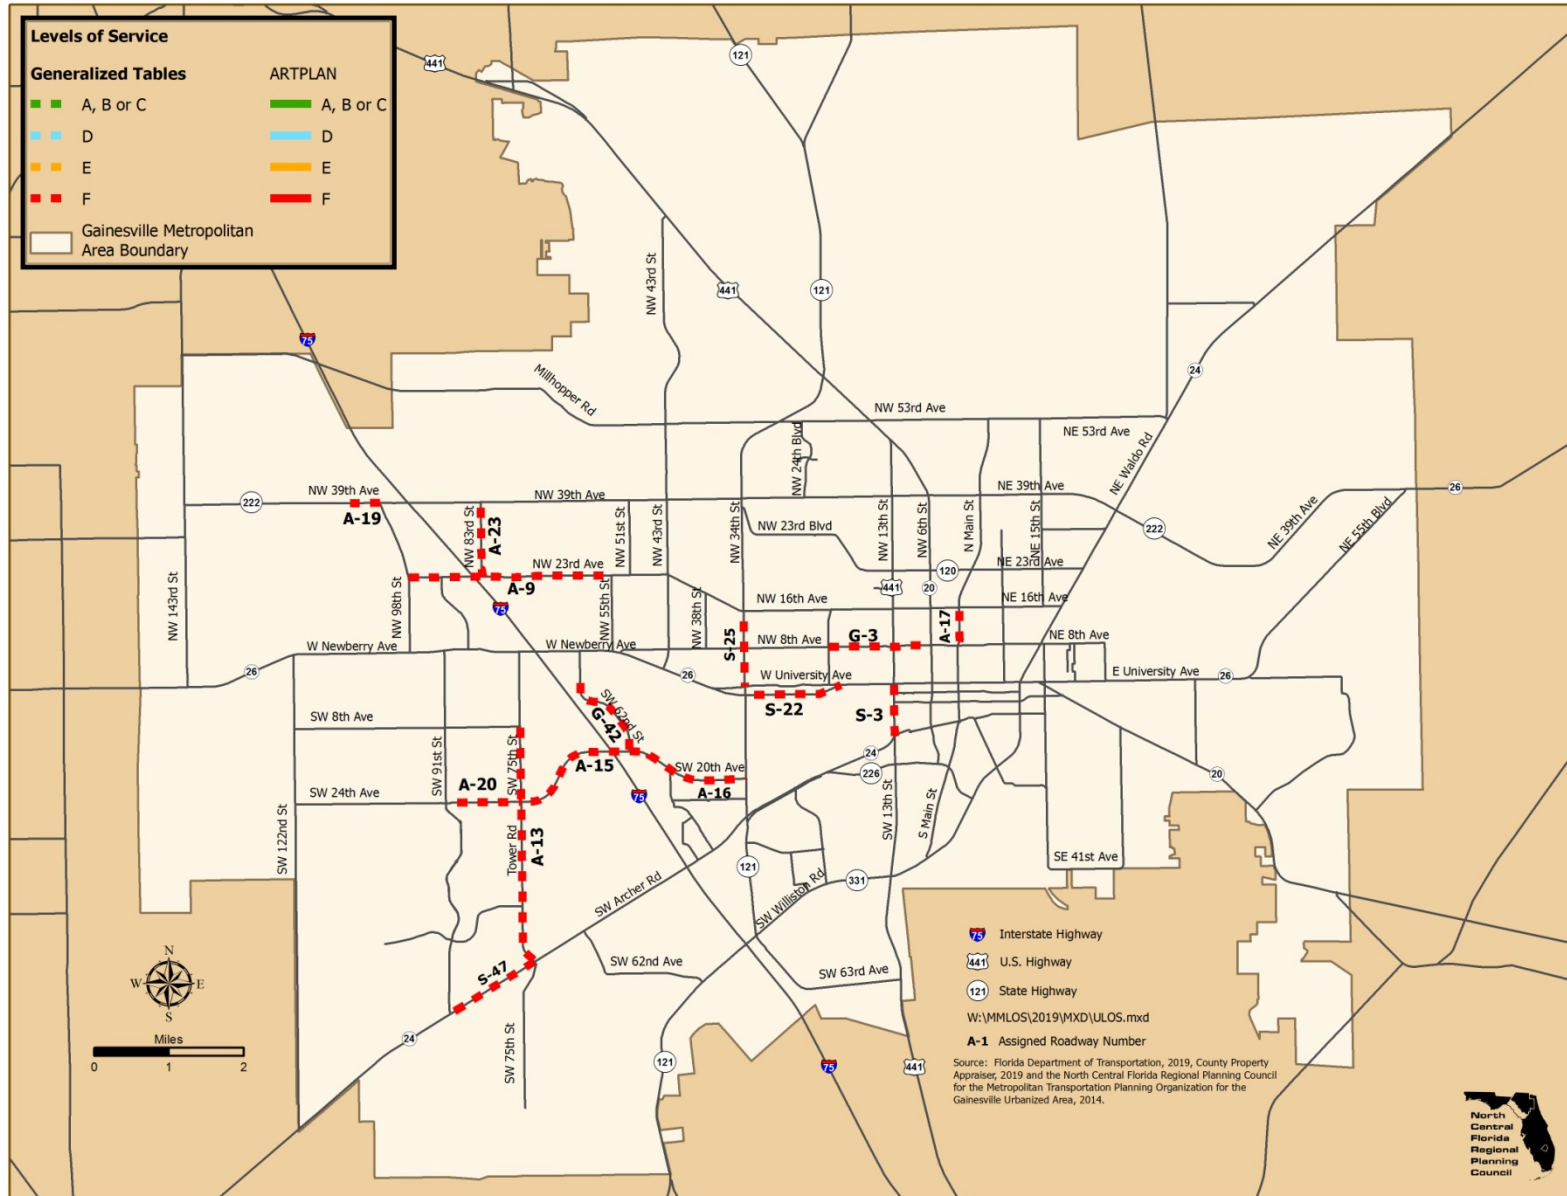 Levels of Service
Generalized Tables
ARTPLAN
A, B or C
A, B or C
D
D
E
E
F
F
Gainesville Metropolitan
Area Boundary
441
121
441
121
75
24
NW 43rd St
Millhopper Rd
NW 53rd Ave
NE 53rd Ave
NW 24th Blvd
NE Waldo Rd
26
222
NW 39th Ave
NW 39th Ave
NE 39th Ave
NE 39th Ave
NE 55th Blvd
222
A-19
NW 83rd St
A-23
NW 51st St
NW 43rd St
NW 34th St
NW 23rd Blvd
NW 13th St
NW 6th St
N Main St
NE 15th St
NW 23rd Ave
NE 23rd Ave
120
A-9
441
20
NW 143rd St
NW 98th St
75
NW 55th St
NW 38th St
NW 16th Ave
NE 16th Ave
A-17
S-25
NW 8th Ave
G-3
NE 8th Ave
W Newberry Ave
W Newberry Ave
26
26
W University Ave
E University Ave
26
S-22
S-3
SW 62nd St
G-42
SW 8th Ave
SW 91st St
SW 75th St
A-15
SW 20th Ave
A-16
24
226
20
A-20
SW 24th Ave
75
SW 122nd St
Tower Rd
A-13
SW 13th St
S Main St
SE 41st Ave
121
331
SW Archer Rd
SW Williston Rd
S-47
SW 62nd Ave
SW 63rd Ave
24
SW 75th St
121
75
441
N
W
E
S
Miles
0
1
2
75
Interstate Highway
441
U.S. Highway
121
State Highway
W:\MMLOS\2019\MXD\ULOS.mxd
A-1 Assigned Roadway Number
Source: Florida Department of Transportation, 2019, County Property
Appraiser, 2019 and the North Central Florida Regional Planning Council
for the Metropolitan Transportation Planning Organization for the
Gainesville Urbanized Area, 2014.
North
Central
Florida
Regional
Planning
Council